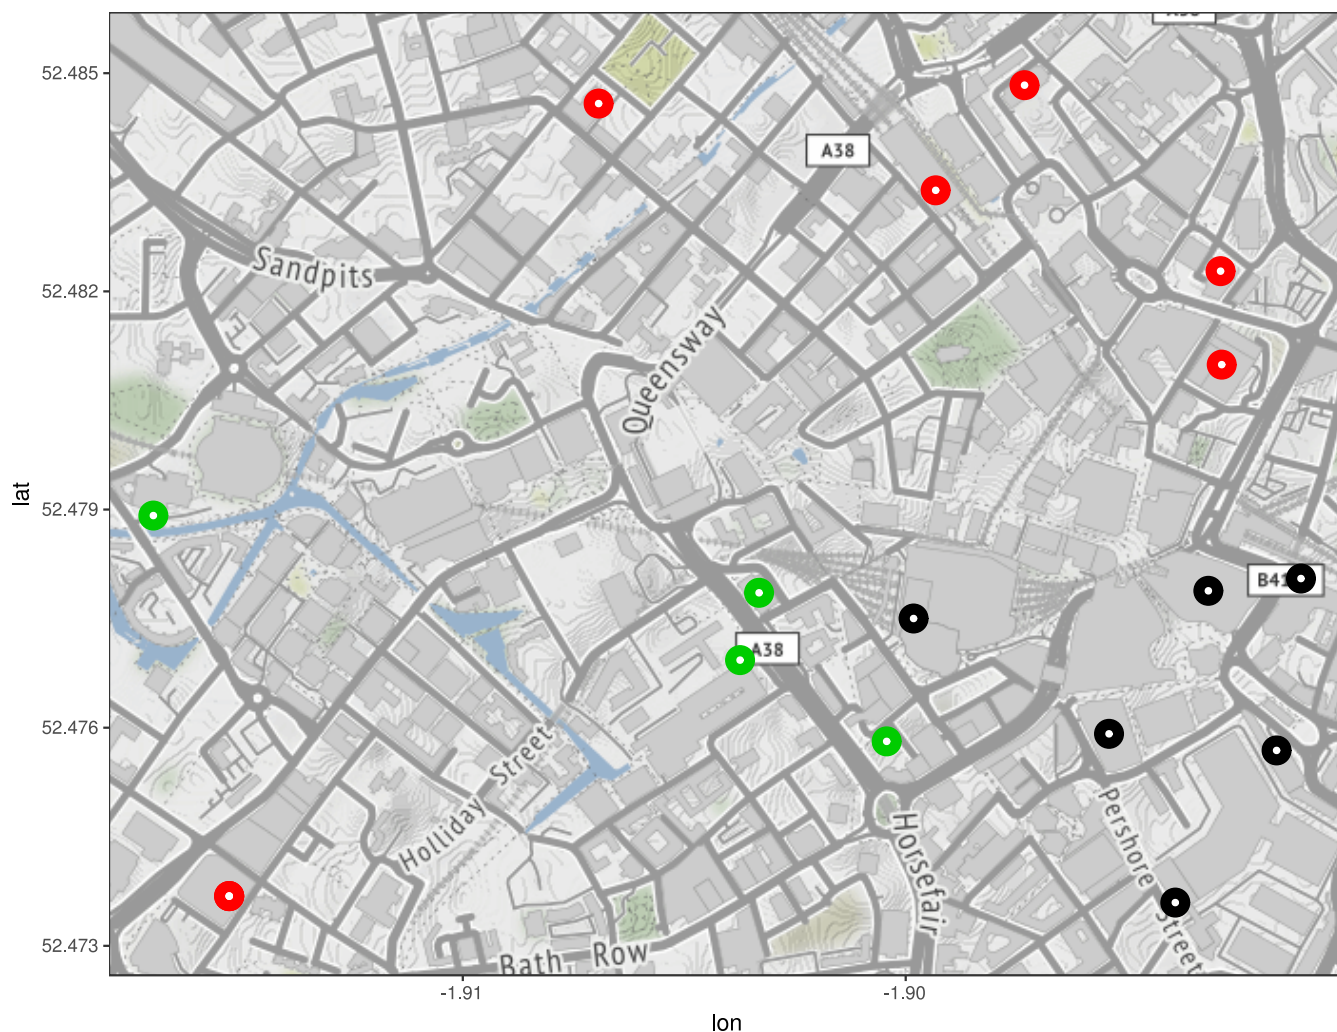 52.485
A38
Sandpits
52.482
Queensway
lat
52.479
A38
52.476
Holliday Street
Pershore Street
Horsefair
52.473
Bath Row
-1.91
-1.90
lon